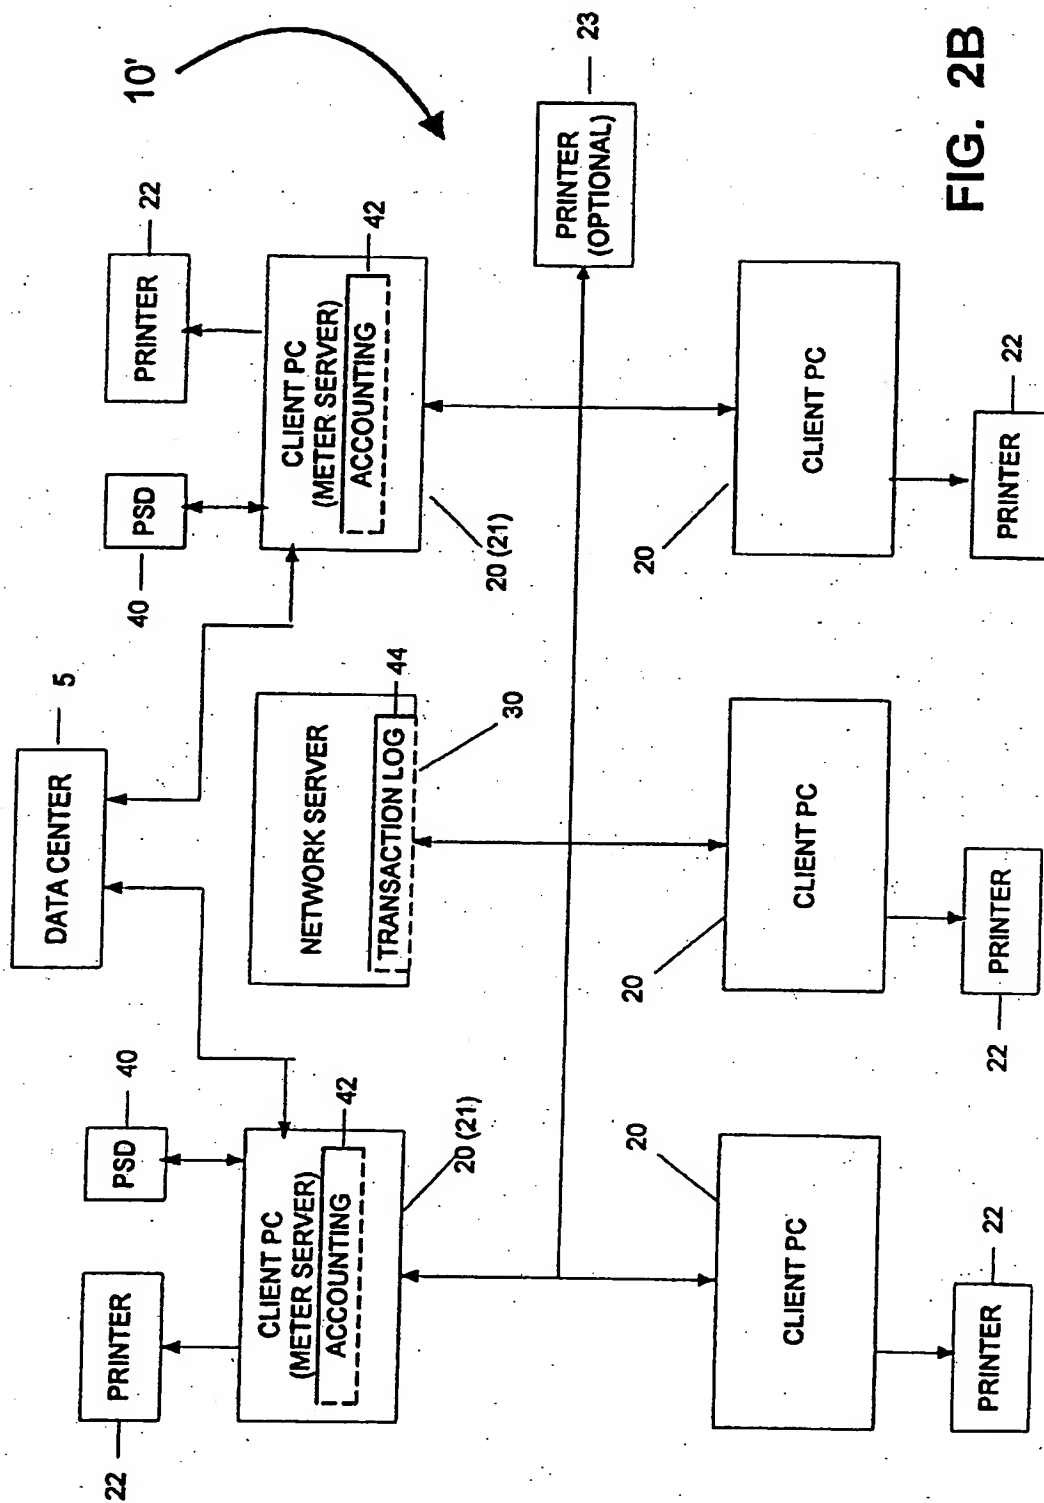 DATA CENTER
5
10'
22
PRINTER
PSD
40
40
PSD
PRINTER
22
CLIENT PC
(METER SERVER)
ACCOUNTING
42
NETWORK SERVER
TRANSACTION LOG
44
CLIENT PC
(METER SERVER)
ACCOUNTING
42
20 (21)
30
20 (21)
PRINTER
(OPTIONAL)
23
20
20
20
CLIENT PC
CLIENT PC
CLIENT PC
PRINTER
22
22
PRINTER
PRINTER
22
FIG. 2B